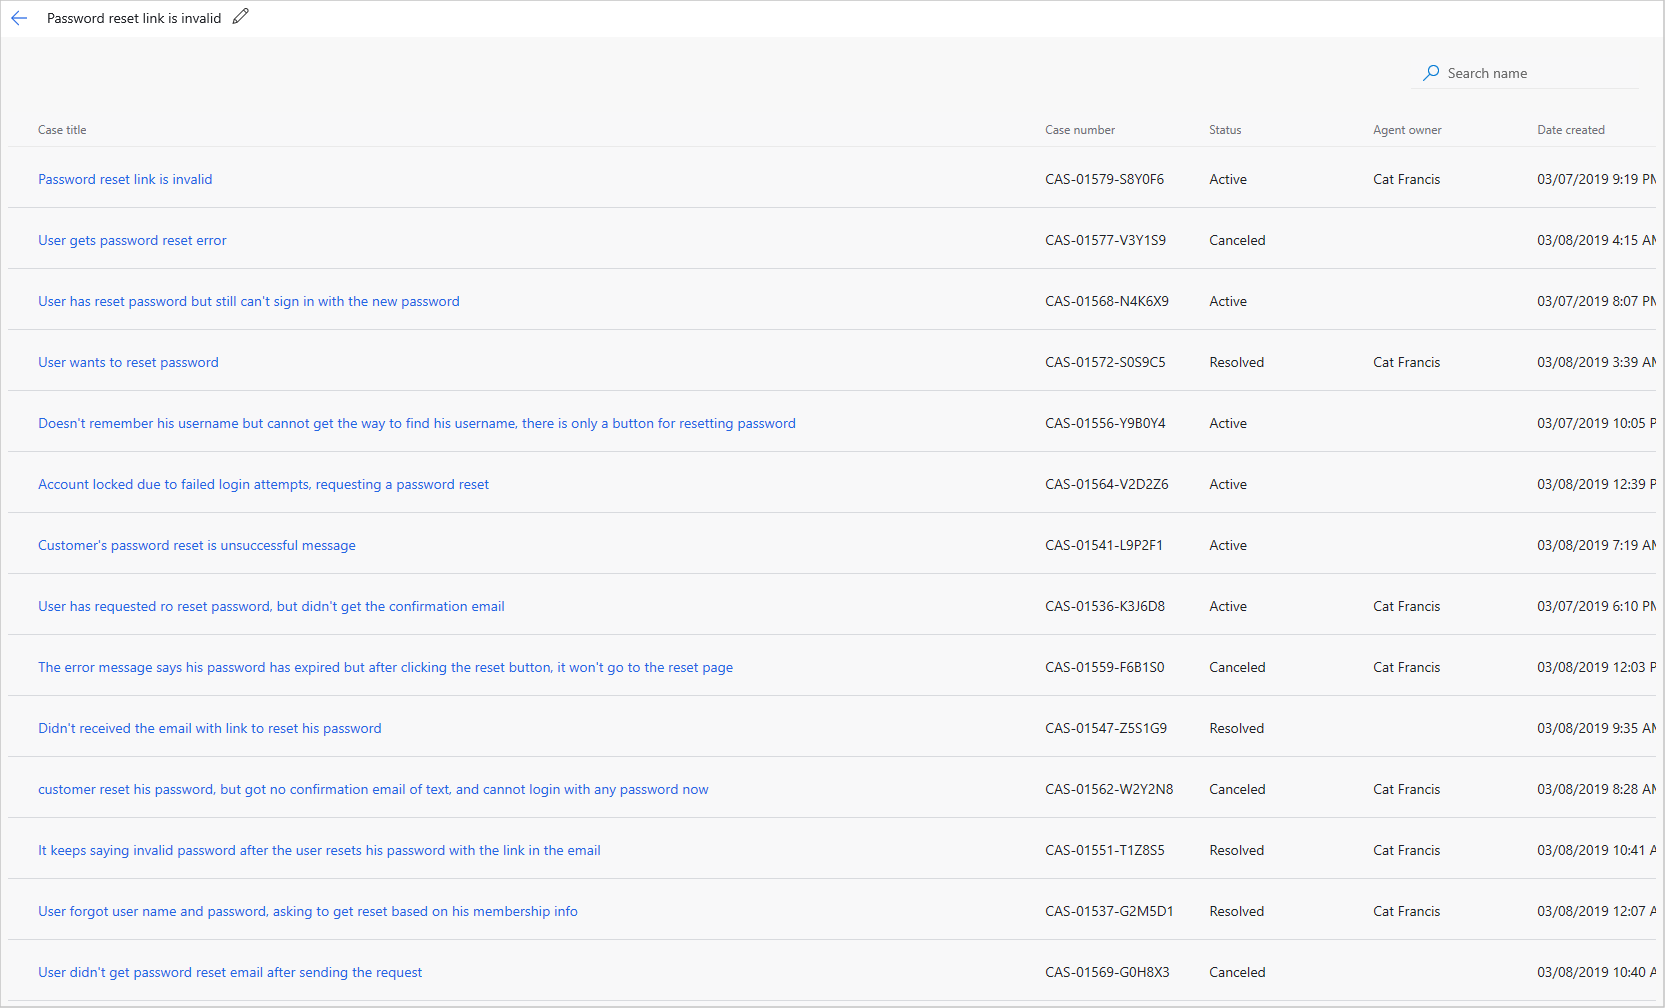 Password reset link is invalid
Search name
Case title Case number Status Agent owner Date created
Password reset link is invalid CAS-01579-S8Y0F6 Active Cat Francis 03/07/2019 9:19 PM
User gets password reset error CAS-01577-V3Y1S9 Canceled 03/08/2019 4:15 AM
User has reset password but still can't sign in with the new password CAS-01568-N4K6X9 Active 03/07/2019 8:07 PM
User wants to reset password CAS-01572-S0S9C5 Resolved Cat Francis 03/08/2019 3:39 AM
Doesn't remember his username but cannot get the way to find his username, there is only a button for resetting password CAS-01556-Y9B0Y4 Active 03/07/2019 10:05 P
Account locked due to failed login attempts, requesting a password reset CAS-01564-V2D2Z6 Active 03/08/2019 12:39 P
Customer's password reset is unsuccessful message CAS-01541-L9P2F1 Active 03/08/2019 7:19 AM
User has requested ro reset password, but didn't get the confirmation email CAS-01536-K3J6D8 Active Cat Francis 03/07/2019 6:10 PM
The error message says his password has expired but after clicking the reset button, it won't go to the reset page CAS-01559-F6B1S0 Canceled Cat Francis 03/08/2019 12:03 P
Didn't received the email with link to reset his password CAS-01547-Z5S1G9 Resolved 03/08/2019 9:35 AM
customer reset his password, but got no confirmation email of text, and cannot login with any password now CAS-01562-W2Y2N8 Canceled Cat Francis 03/08/2019 8:28 AM
It keeps saying invalid password after the user resets his password with the link in the email CAS-01551-T1Z8S5 Resolved Cat Francis 03/08/2019 10:41 A
User forgot user name and password, asking to get reset based on his membership info CAS-01537-G2M5D1 Resolved Cat Francis 03/08/2019 12:07 A
User didn't get password reset email after sending the request CAS-01569-G0H8X3 Canceled 03/08/2019 10:40 A